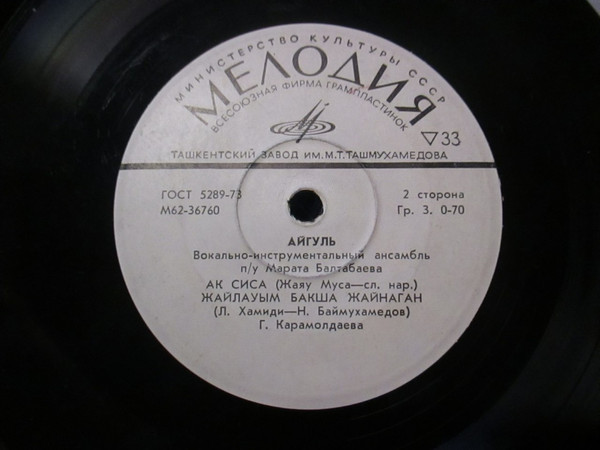 МИНИСТЕРСТВО КУЛЬТУРЫ СССР
МЕЛОДИЯ
ВСЕСОЮЗНАЯ ФИРМА ГРАМПЛАСТИНОК
▽33
ТАШКЕНТСКИЙ ЗАВОД ИМ. М.Т. ТАШМУХАМЕДОВА
ГОСТ 5289-73
2 сторона
М62-36760
Гр. 3. 0-70
АЙГУЛЬ
Вокально-инструментальный ансамбль
п/у Марата Балтабаева
АК СИСА (Жаяу Муса—сл. нар.)
ЖАЙЛАУЫМ БАКША ЖАЙНАГАН
(Л. Хамиди—Н. Баймухамедов)
Г. Карамолдаева